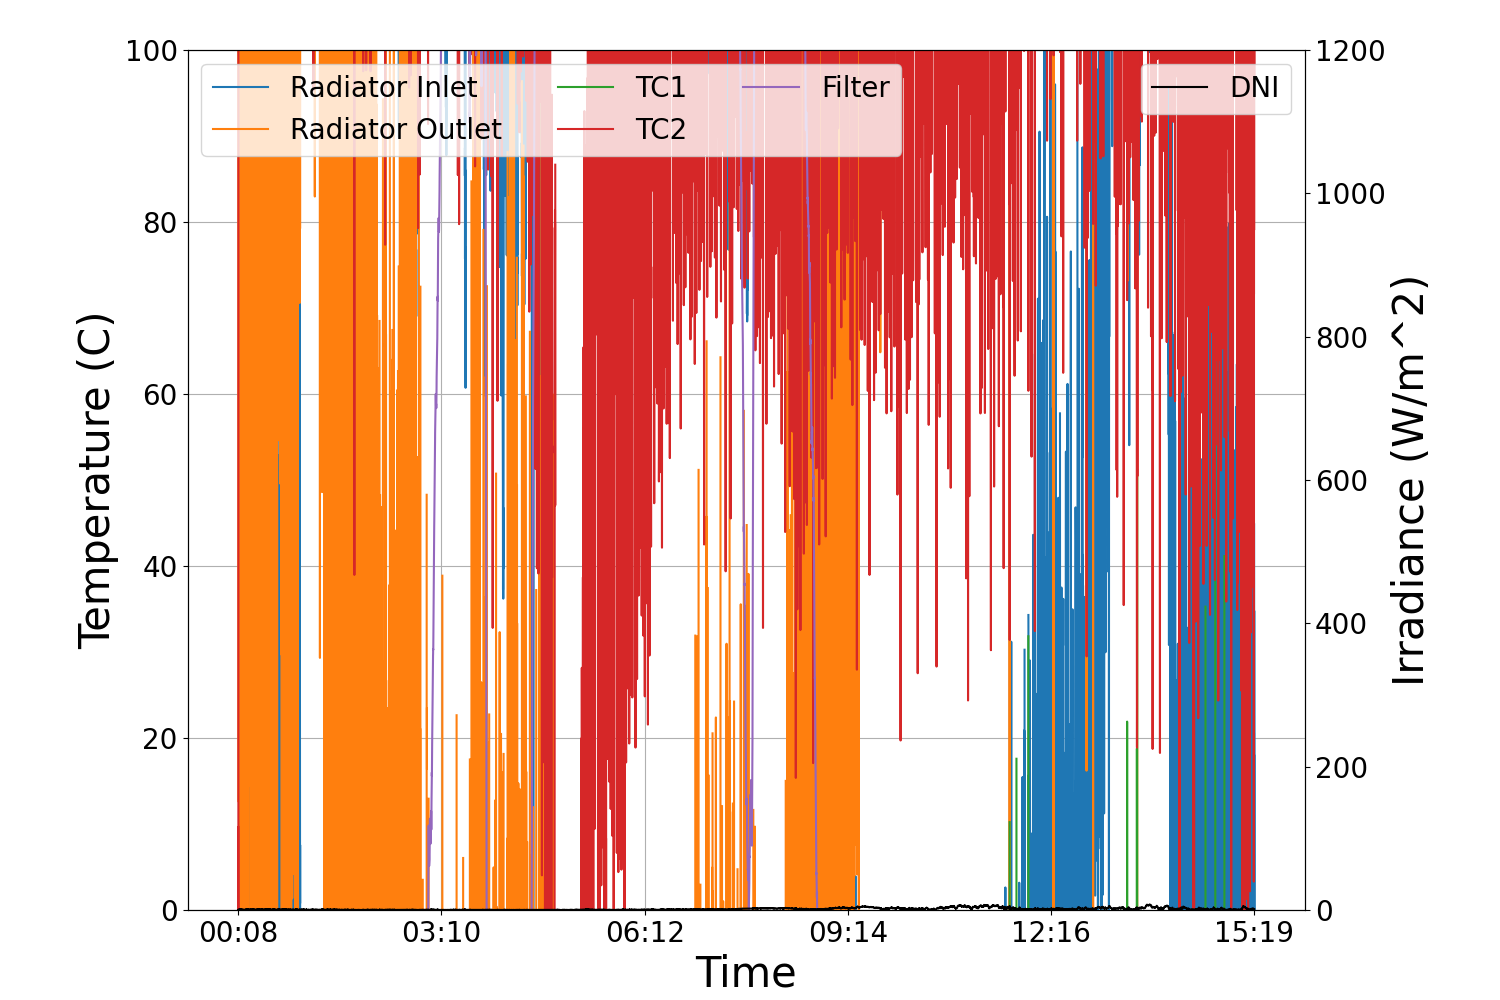 100
80
60
40
20
0
Temperature (C)
Radiator Inlet
Radiator Outlet
TC1
TC2
Filter
DNI
1200
1000
800
600
400
200
0
Irradiance (W/m^2)
00:08 03:10 06:12 09:14 12:16 15:19
Time